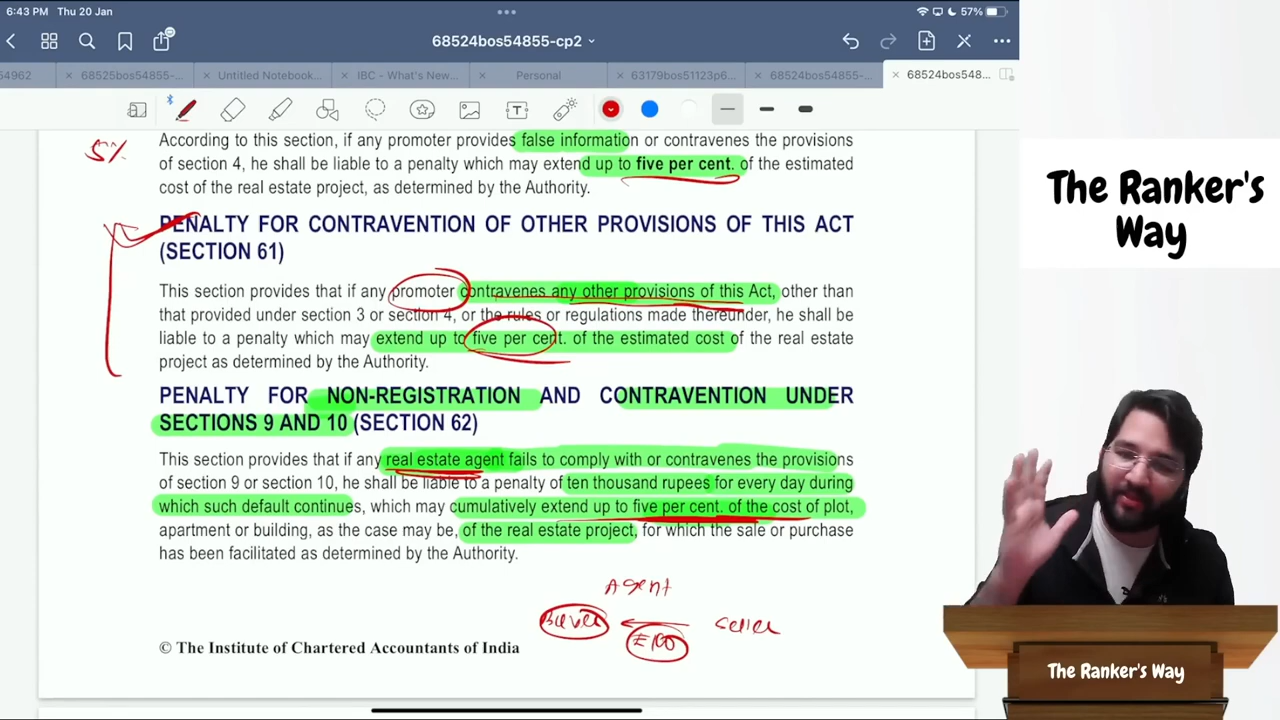 6:43 PM Thu 20 Jan
57%
68524bos54855-cp2
54962
68525bos54855-...
Untitled Notebook...
IBC - What's New...
Personal
63179bos51123p6...
68524bos54855-...
68524bos548...
The Ranker's
Way
5%
According to this section, if any promoter provides false information or contravenes the provisions
of section 4, he shall be liable to a penalty which may extend up to five per cent. of the estimated
cost of the real estate project, as determined by the Authority.
PENALTY FOR CONTRAVENTION OF OTHER PROVISIONS OF THIS ACT
(SECTION 61)
This section provides that if any promoter contravenes any other provisions of this Act, other than
that provided under section 3 or section 4, or the rules or regulations made thereunder, he shall be
liable to a penalty which may extend up to five per cent. of the estimated cost of the real estate
project as determined by the Authority.
PENALTY FOR NON-REGISTRATION AND CONTRAVENTION UNDER
SECTIONS 9 AND 10 (SECTION 62)
This section provides that if any real estate agent fails to comply with or contravenes the provisions
of section 9 or section 10, he shall be liable to a penalty of ten thousand rupees for every day during
which such default continues, which may cumulatively extend up to five per cent. of the cost of plot,
apartment or building, as the case may be, of the real estate project, for which the sale or purchase
has been facilitated as determined by the Authority.
Agent
Seller
© The Institute of Chartered Accountants of India
The Ranker's Way